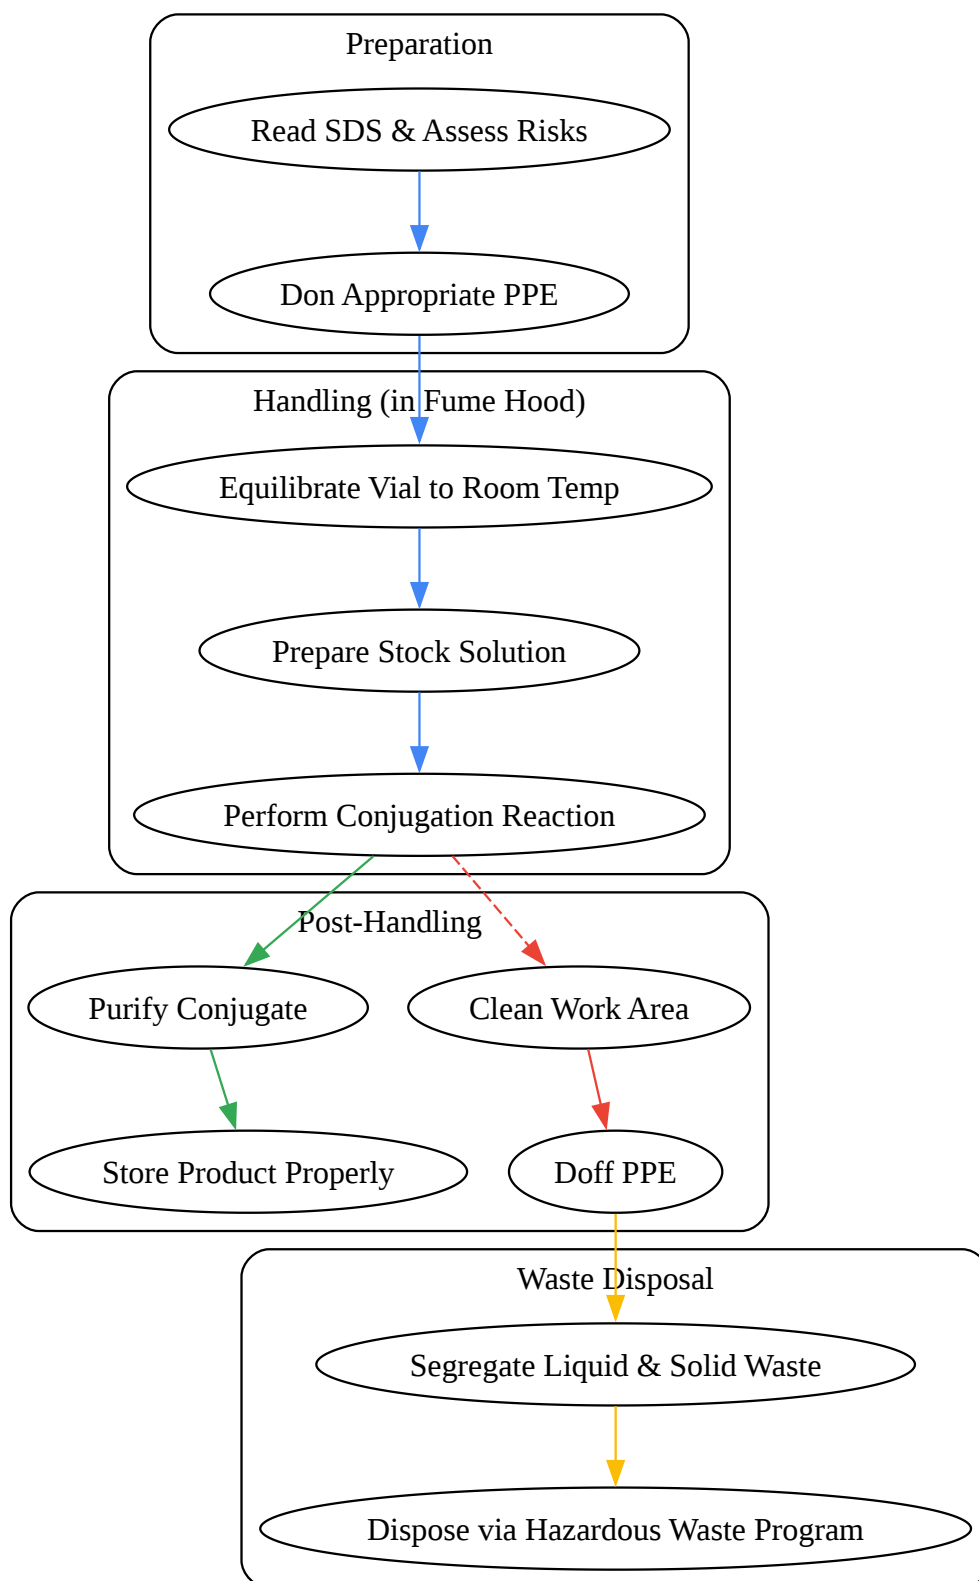 Preparation
Read SDS & Assess Risks
Don Appropriate PPE
Handling (in Fume Hood)
Equilibrate Vial to Room Temp
Prepare Stock Solution
Perform Conjugation Reaction
Post-Handling
Purify Conjugate
Clean Work Area
Store Product Properly
Doff PPE
Waste Disposal
Segregate Liquid & Solid Waste
Dispose via Hazardous Waste Program